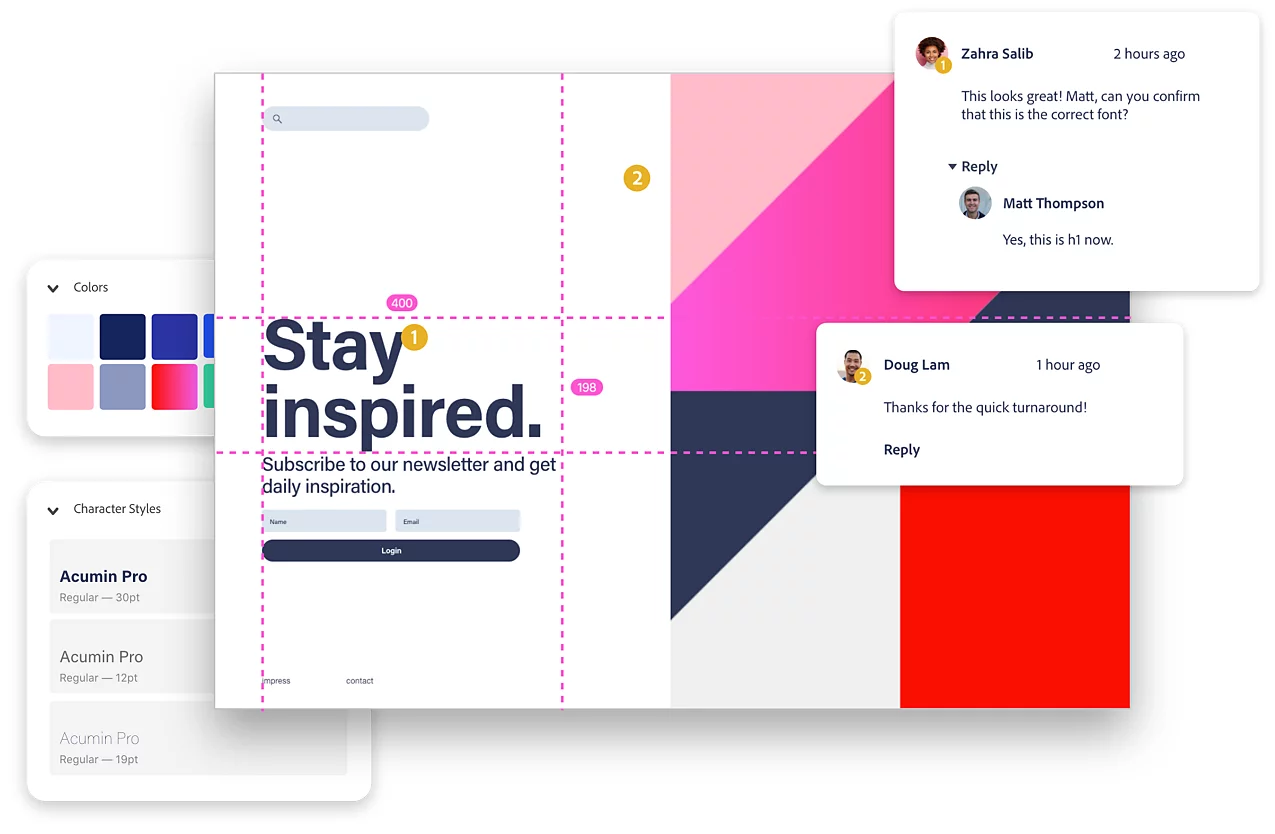 Zahra Salib 2 hours ago
1
This looks great! Matt, can you confirm
that this is the correct font?
Reply
Matt Thompson
Yes, this is h1 now.
2
Colors
400
Stay
1
inspired.
198
Doug Lam 1 hour ago
2
Thanks for the quick turnaround!
Reply
Subscribe to our newsletter and get
daily inspiration.
Name Email
Login
Character Styles
Acumin Pro
Regular — 30pt
Acumin Pro
Regular — 12pt
Acumin Pro
Regular — 19pt
impress contact